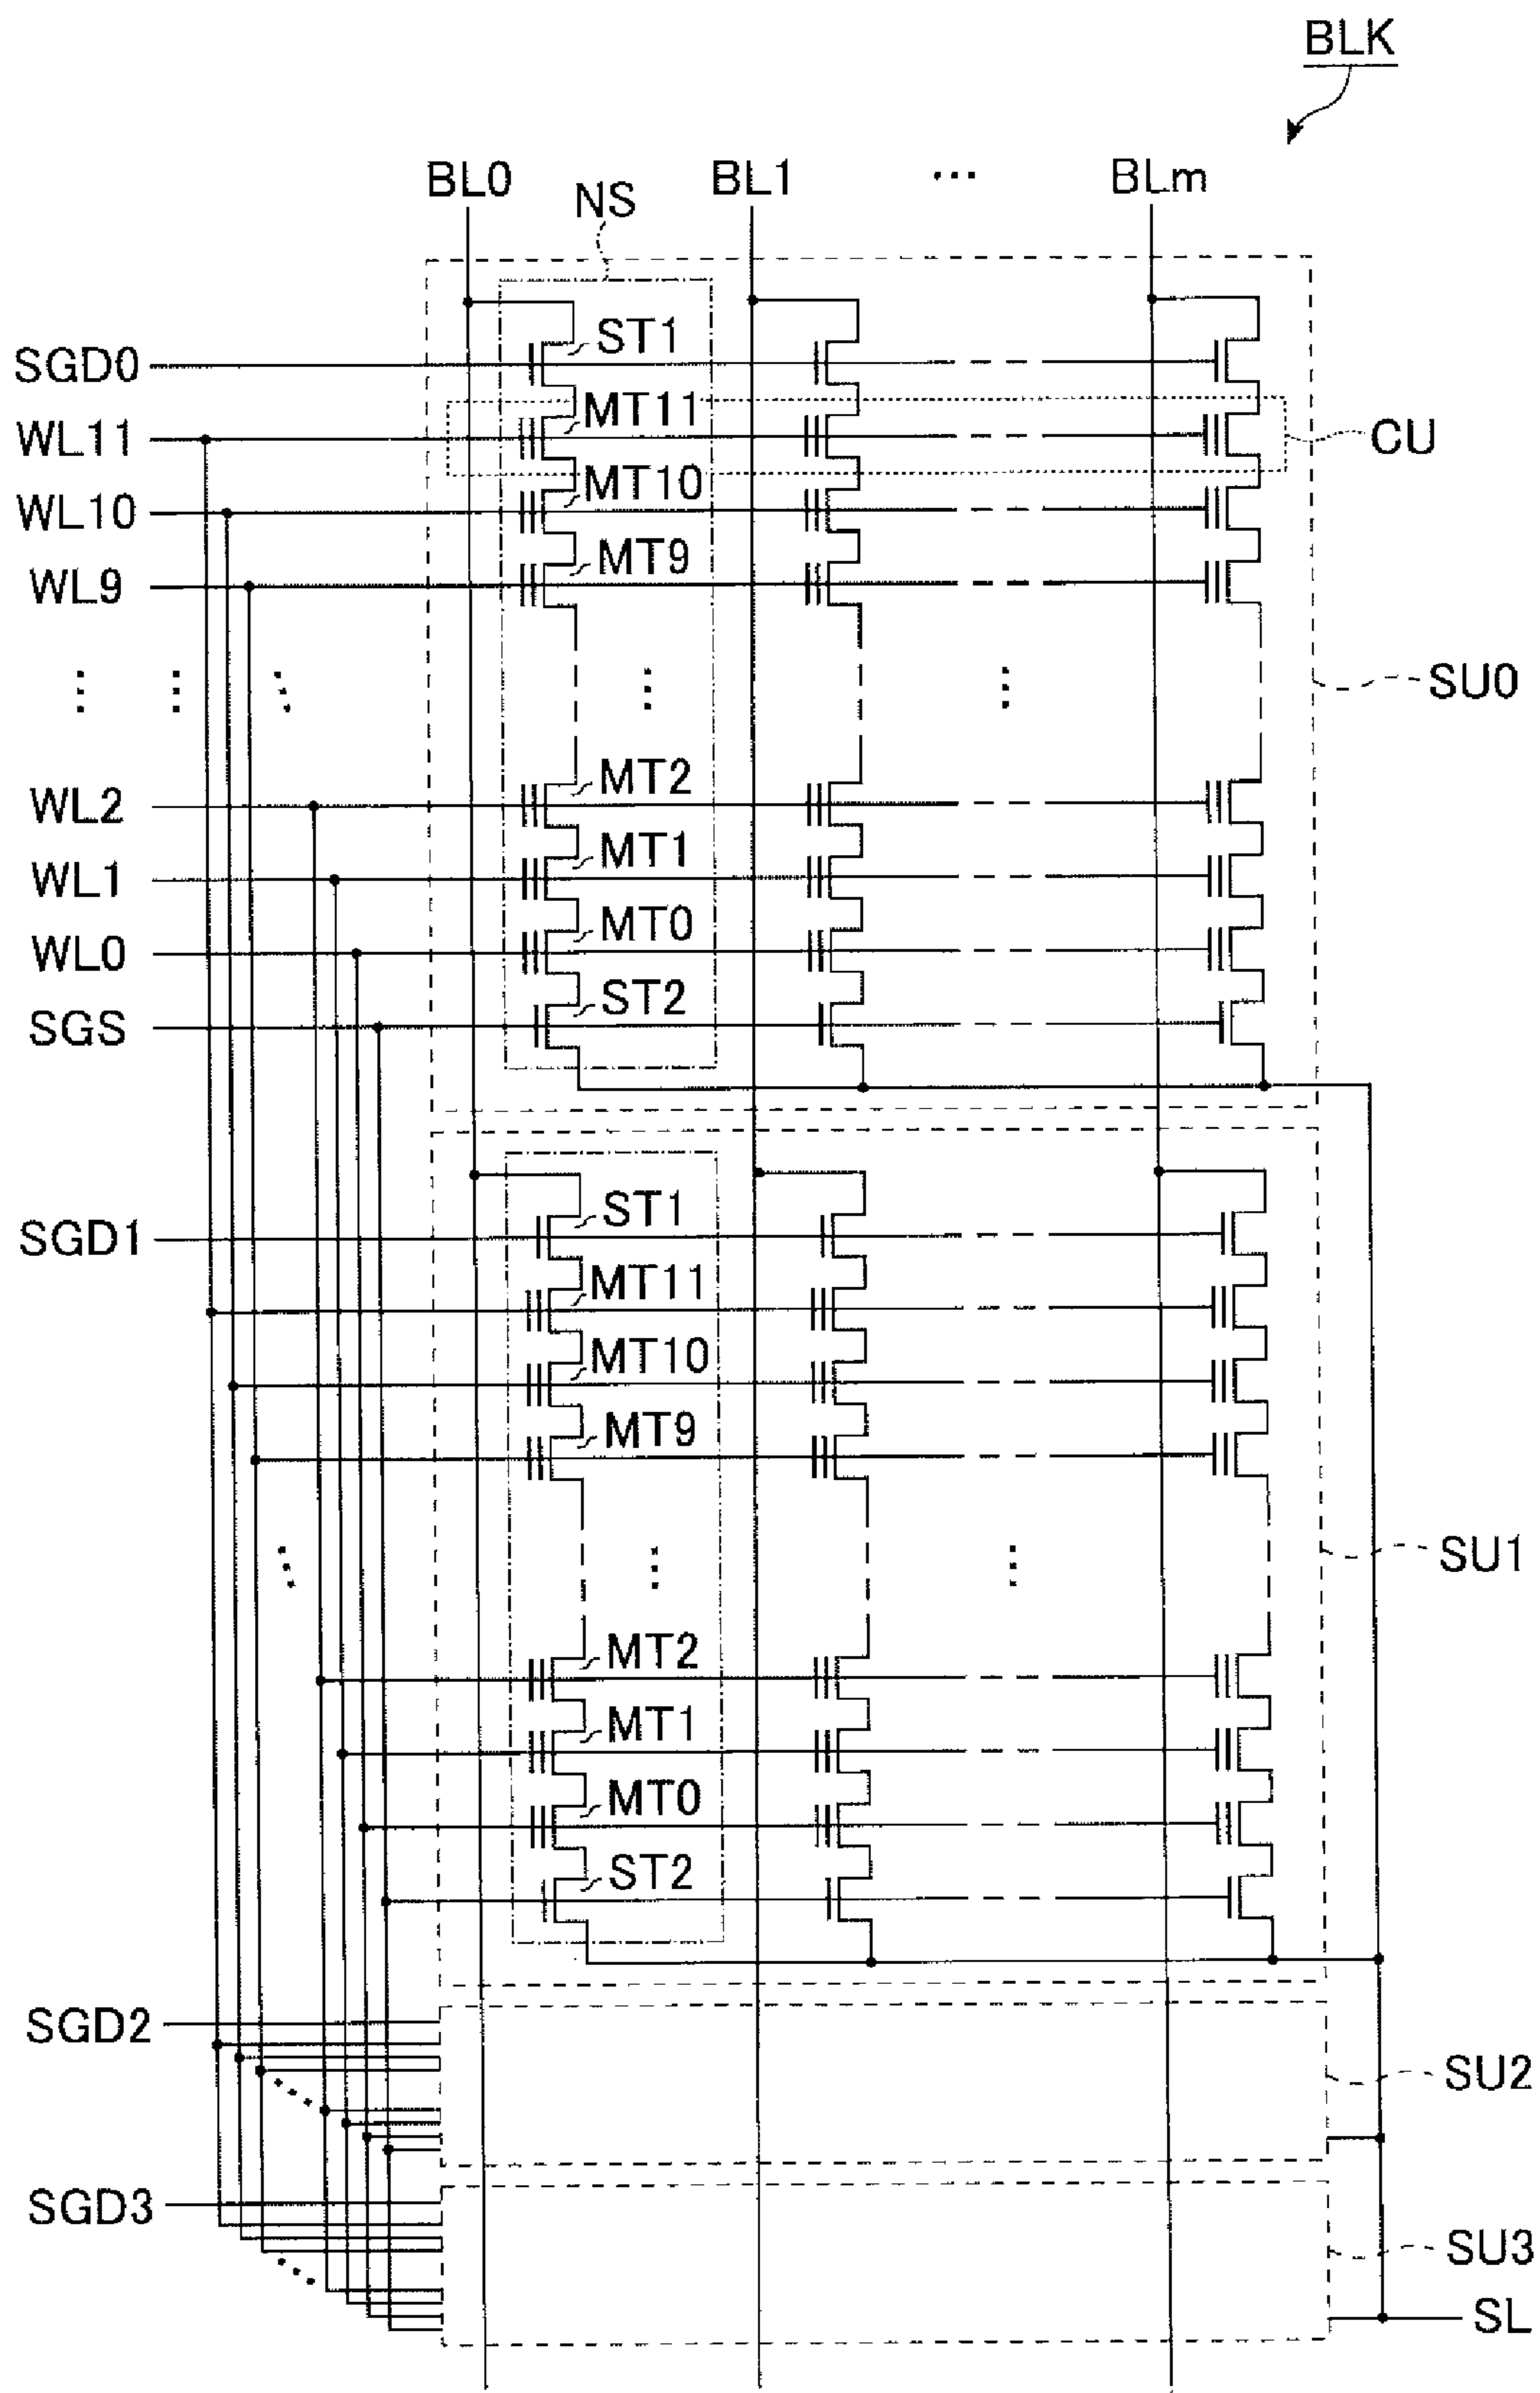 BLK
BL0 NS BL1 ... BLm
ST1
SGD0
MT11
WL11 CU
MT10
WL10
MT9
WL9
SU0
MT2
WL2
MT1
WL1
MT0
WL0
ST2
SGS
ST1
SGD1
MT11
MT10
MT9
SU1
MT2
MT1
MT0
ST2
SGD2
SU2
SGD3
SU3
SL